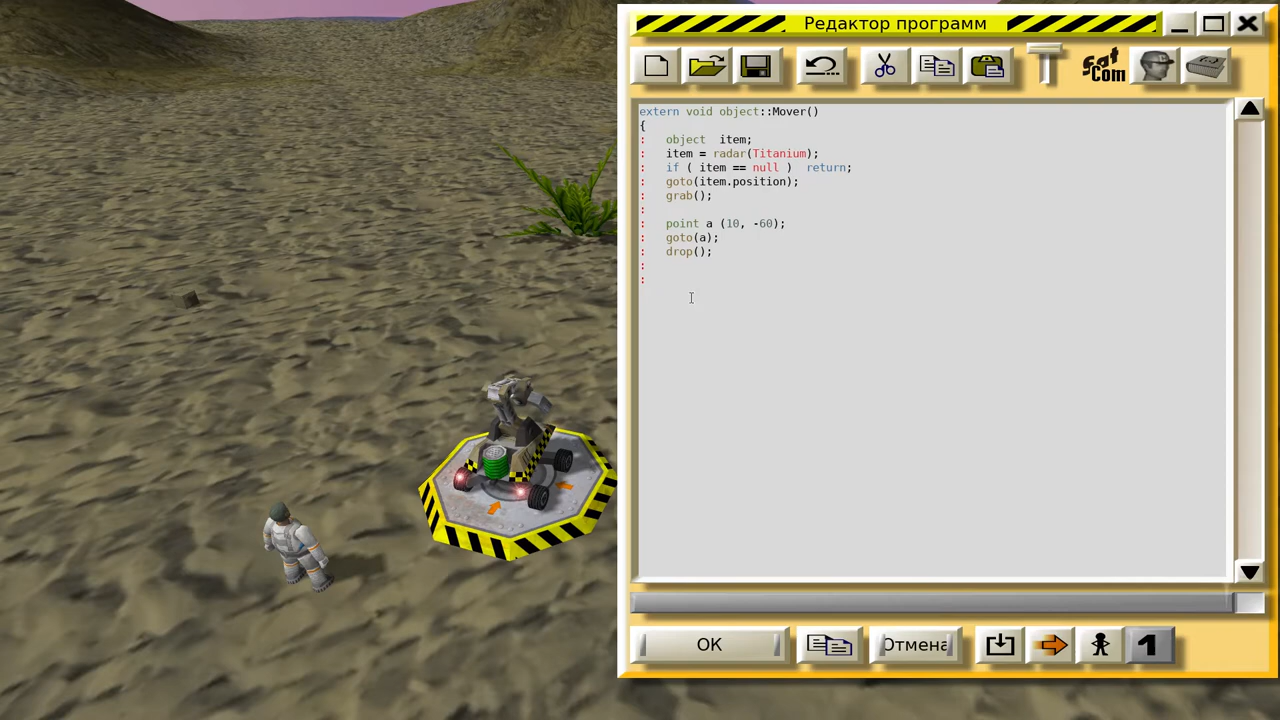 Редактор программ
Sat
Com
extern void object::Mover()
{
: object item;
: item = radar(Titanium);
: if ( item == null ) return;
: goto(item.position);
: grab();
:
: point a (10, -60);
: goto(a);
: drop();
:
:
OK
Отмена
1